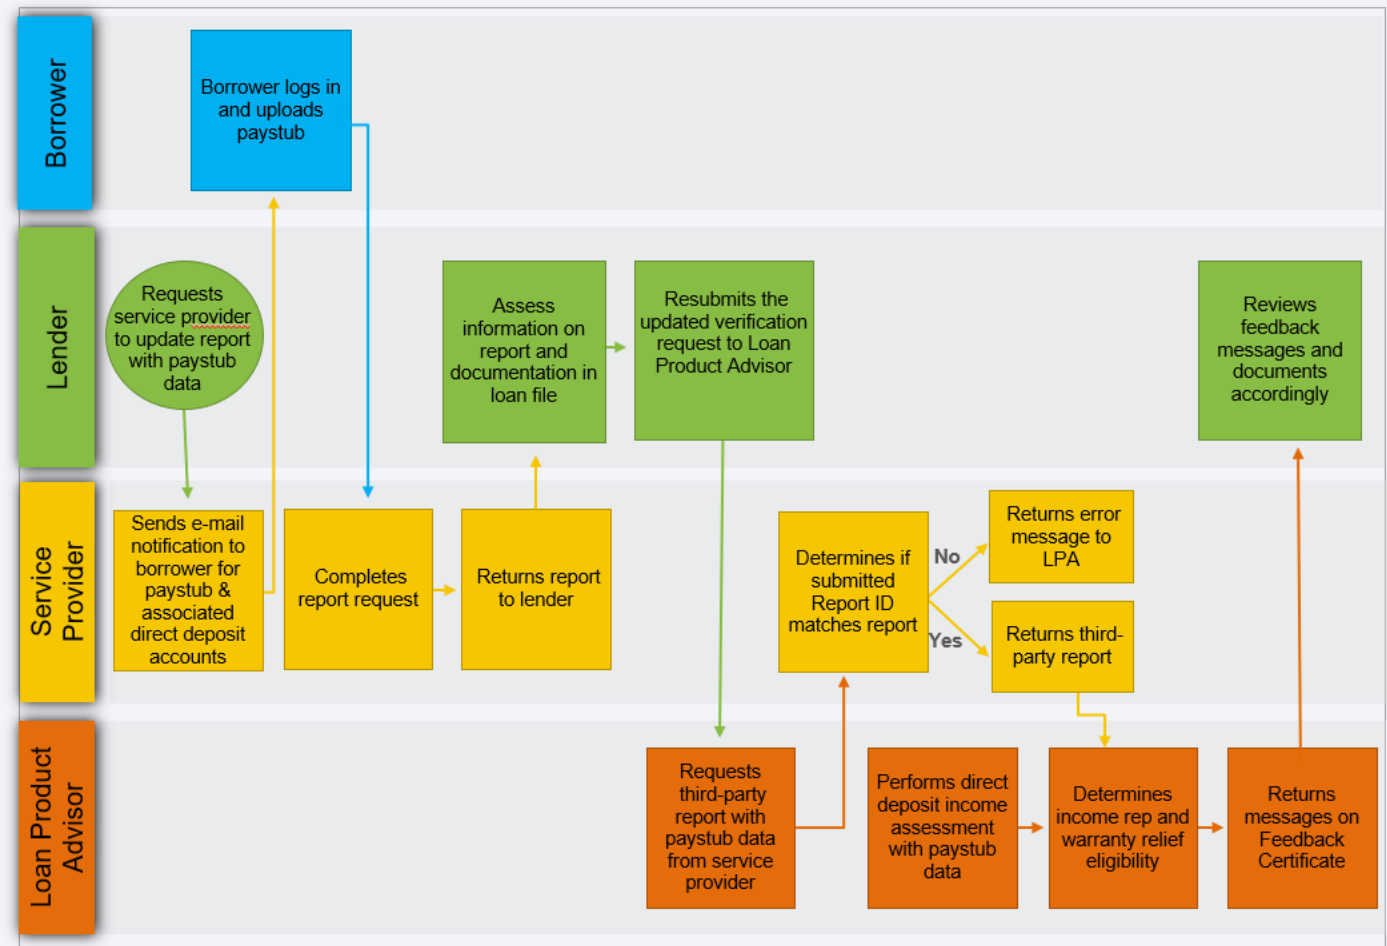 Borrower
Borrower logs in
and uploads
paystub
Lender
Requests
service provider
to update report
with paystub
data
Assess
information on
report and
documentation in
loan file
Resubmits the
updated verification
request to Loan
Product Advisor
Reviews
feedback
messages and
documents
accordingly
Service
Provider
Sends e-mail
notification to
borrower for
paystub &
associated
direct deposit
accounts
Completes
report request
Returns report
to lender
Determines if
submitted
Report ID
matches report
No
Yes
Returns error
message to
LPA
Returns third-
party report
Loan Product
Advisor
Requests
third-party
report with
paystub data
from service
provider
Performs direct
deposit income
assessment
with paystub
data
Determines
income rep and
warranty relief
eligibility
Returns
messages on
Feedback
Certificate